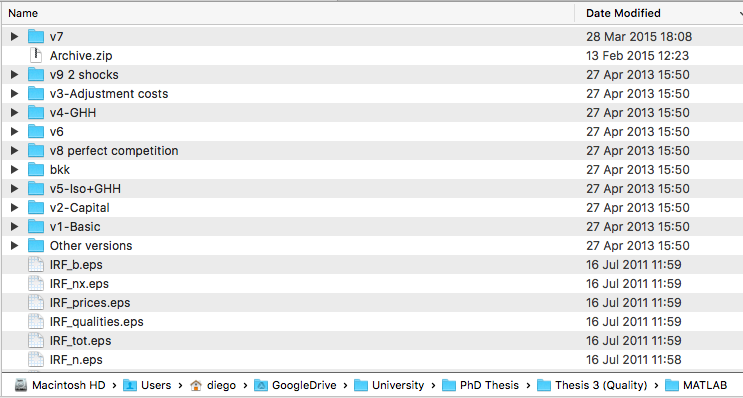 Name Date Modified
v7 28 Mar 2015 18:08
Archive.zip 13 Feb 2015 12:23
v9 2 shocks 27 Apr 2013 15:50
v3-Adjustment costs 27 Apr 2013 15:50
v4-GHH 27 Apr 2013 15:50
v6 27 Apr 2013 15:50
v8 perfect competition 27 Apr 2013 15:50
bkk 27 Apr 2013 15:50
v5-Iso+GHH 27 Apr 2013 15:50
v2-Capital 27 Apr 2013 15:50
v1-Basic 27 Apr 2013 15:50
Other versions 27 Apr 2013 15:50
IRF_b.eps 16 Jul 2011 11:59
IRF_nx.eps 16 Jul 2011 11:59
IRF_prices.eps 16 Jul 2011 11:59
IRF_qualities.eps 16 Jul 2011 11:59
IRF_tot.eps 16 Jul 2011 11:59
IRF_n.eps 16 Jul 2011 11:58
Macintosh HD › Users › diego › GoogleDrive › University › PhD Thesis › Thesis 3 (Quality) › MATLAB